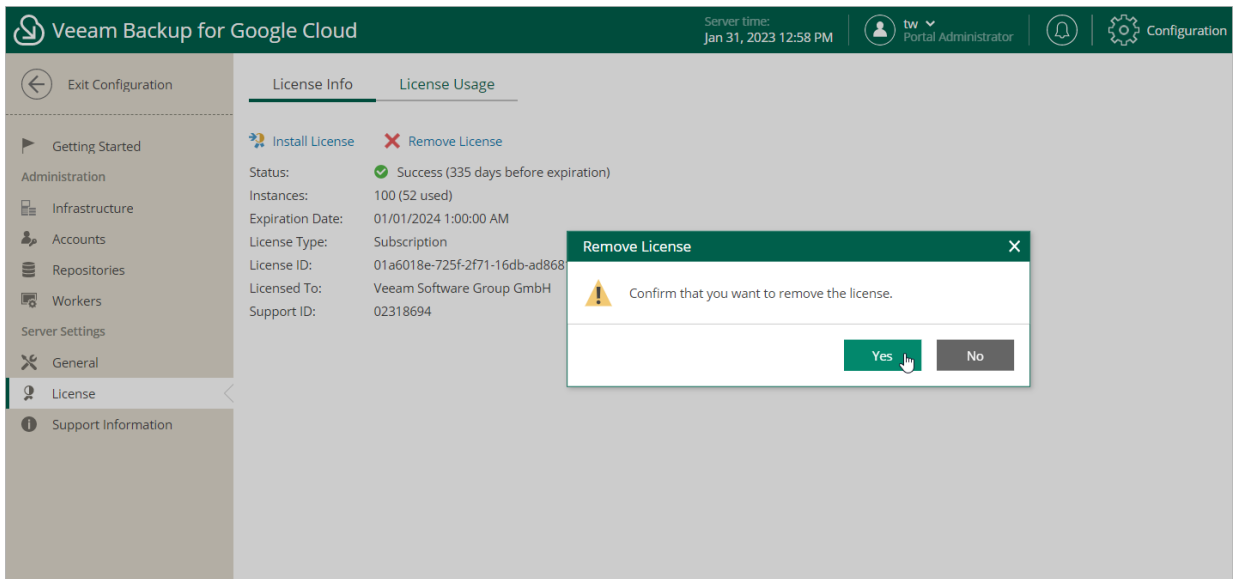 Veeam Backup for Google Cloud
Server time:
Jan 31, 2023 12:58 PM
tw
Portal Administrator
Configuration
Exit Configuration
Getting Started
Administration
Infrastructure
Accounts
Repositories
Workers
Server Settings
General
License
Support Information
License Info License Usage
Install License Remove License
Status: Success (335 days before expiration)
Instances: 100 (52 used)
Expiration Date: 01/01/2024 1:00:00 AM
License Type: Subscription
License ID: 01a6018e-725f-2f71-16db-ad868
Licensed To: Veeam Software Group GmbH
Support ID: 02318694
Remove License
Confirm that you want to remove the license.
Yes No